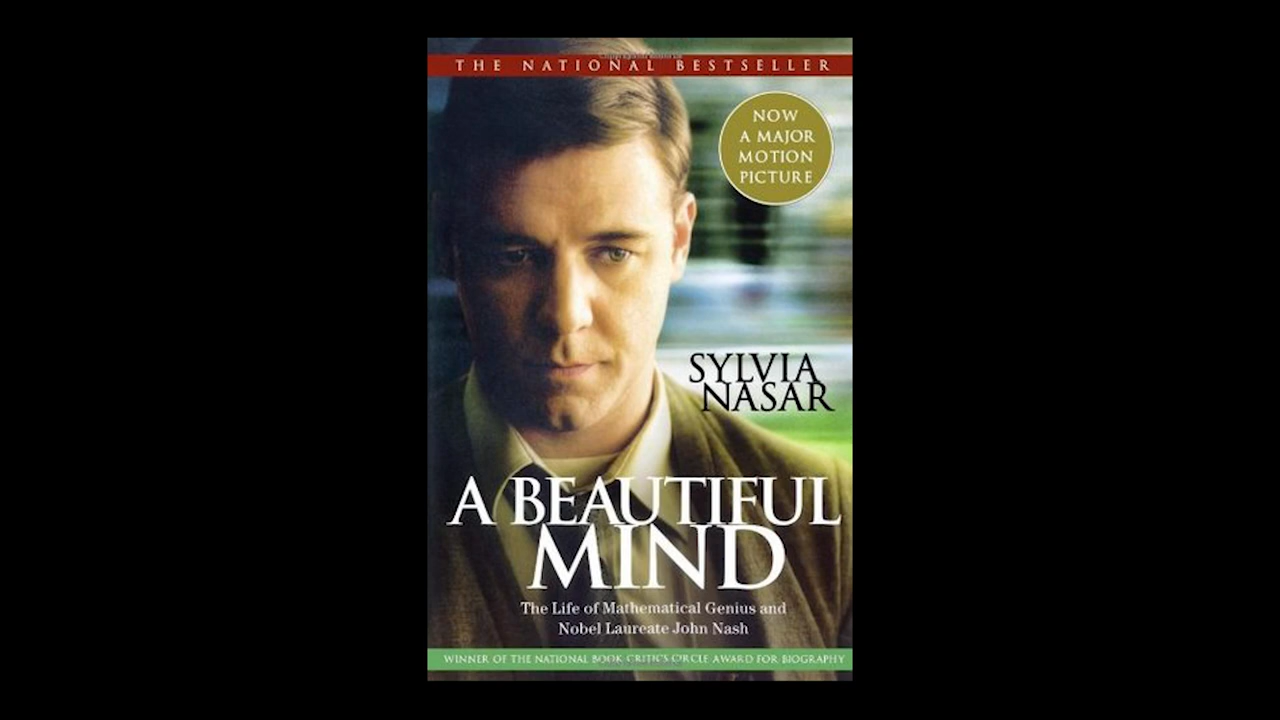 THE NATIONAL BESTSELLER
NOW
A MAJOR
MOTION
PICTURE
SYLVIA
NASAR
A BEAUTIFUL
MIND
The Life of Mathematical Genius and
Nobel Laureate John Nash
WINNER OF THE NATIONAL BOOK CRITICS CIRCLE AWARD FOR BIOGRAPHY